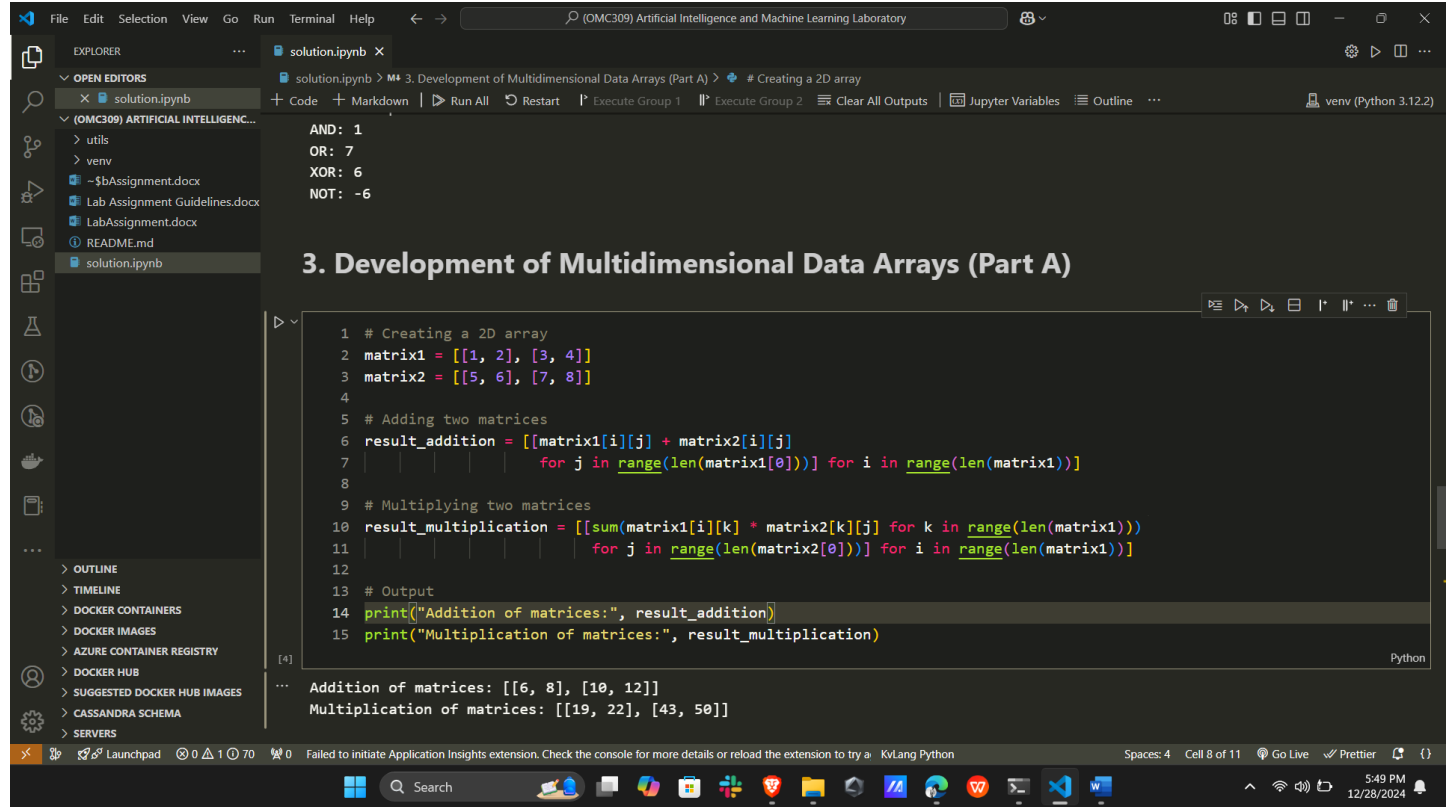 File Edit Selection View Go Run Terminal Help
(OMC309) Artificial Intelligence and Machine Learning Laboratory
EXPLORER
OPEN EDITORS
solution.ipynb
(OMC309) ARTIFICIAL INTELLIGENC...
utils
venv
~$bAssignment.docx
Lab Assignment Guidelines.docx
LabAssignment.docx
README.md
solution.ipynb
OUTLINE
TIMELINE
DOCKER CONTAINERS
DOCKER IMAGES
AZURE CONTAINER REGISTRY
DOCKER HUB
SUGGESTED DOCKER HUB IMAGES
CASSANDRA SCHEMA
SERVERS
solution.ipynb
solution.ipynb > M↓ 3. Development of Multidimensional Data Arrays (Part A) > # Creating a 2D array
+ Code + Markdown Run All Restart Execute Group 1 Execute Group 2 Clear All Outputs Jupyter Variables Outline ... venv (Python 3.12.2)
AND: 1
OR: 7
XOR: 6
NOT: -6
3. Development of Multidimensional Data Arrays (Part A)
1 # Creating a 2D array
2 matrix1 = [[1, 2], [3, 4]]
3 matrix2 = [[5, 6], [7, 8]]
4
5 # Adding two matrices
6 result_addition = [[matrix1[i][j] + matrix2[i][j]
7 for j in range(len(matrix1[0]))] for i in range(len(matrix1))]
8
9 # Multiplying two matrices
10 result_multiplication = [[sum(matrix1[i][k] * matrix2[k][j] for k in range(len(matrix1)))
11 for j in range(len(matrix2[0]))] for i in range(len(matrix1))]
12
13 # Output
14 print("Addition of matrices:", result_addition)
15 print("Multiplication of matrices:", result_multiplication)
[4]
Python
Addition of matrices: [[6, 8], [10, 12]]
Multiplication of matrices: [[19, 22], [43, 50]]
Launchpad 0 1 70 0 Failed to initiate Application Insights extension. Check the console for more details or reload the extension to try a KvLang Python Spaces: 4 Cell 8 of 11 Go Live Prettier {}
Search
5:49 PM
12/28/2024